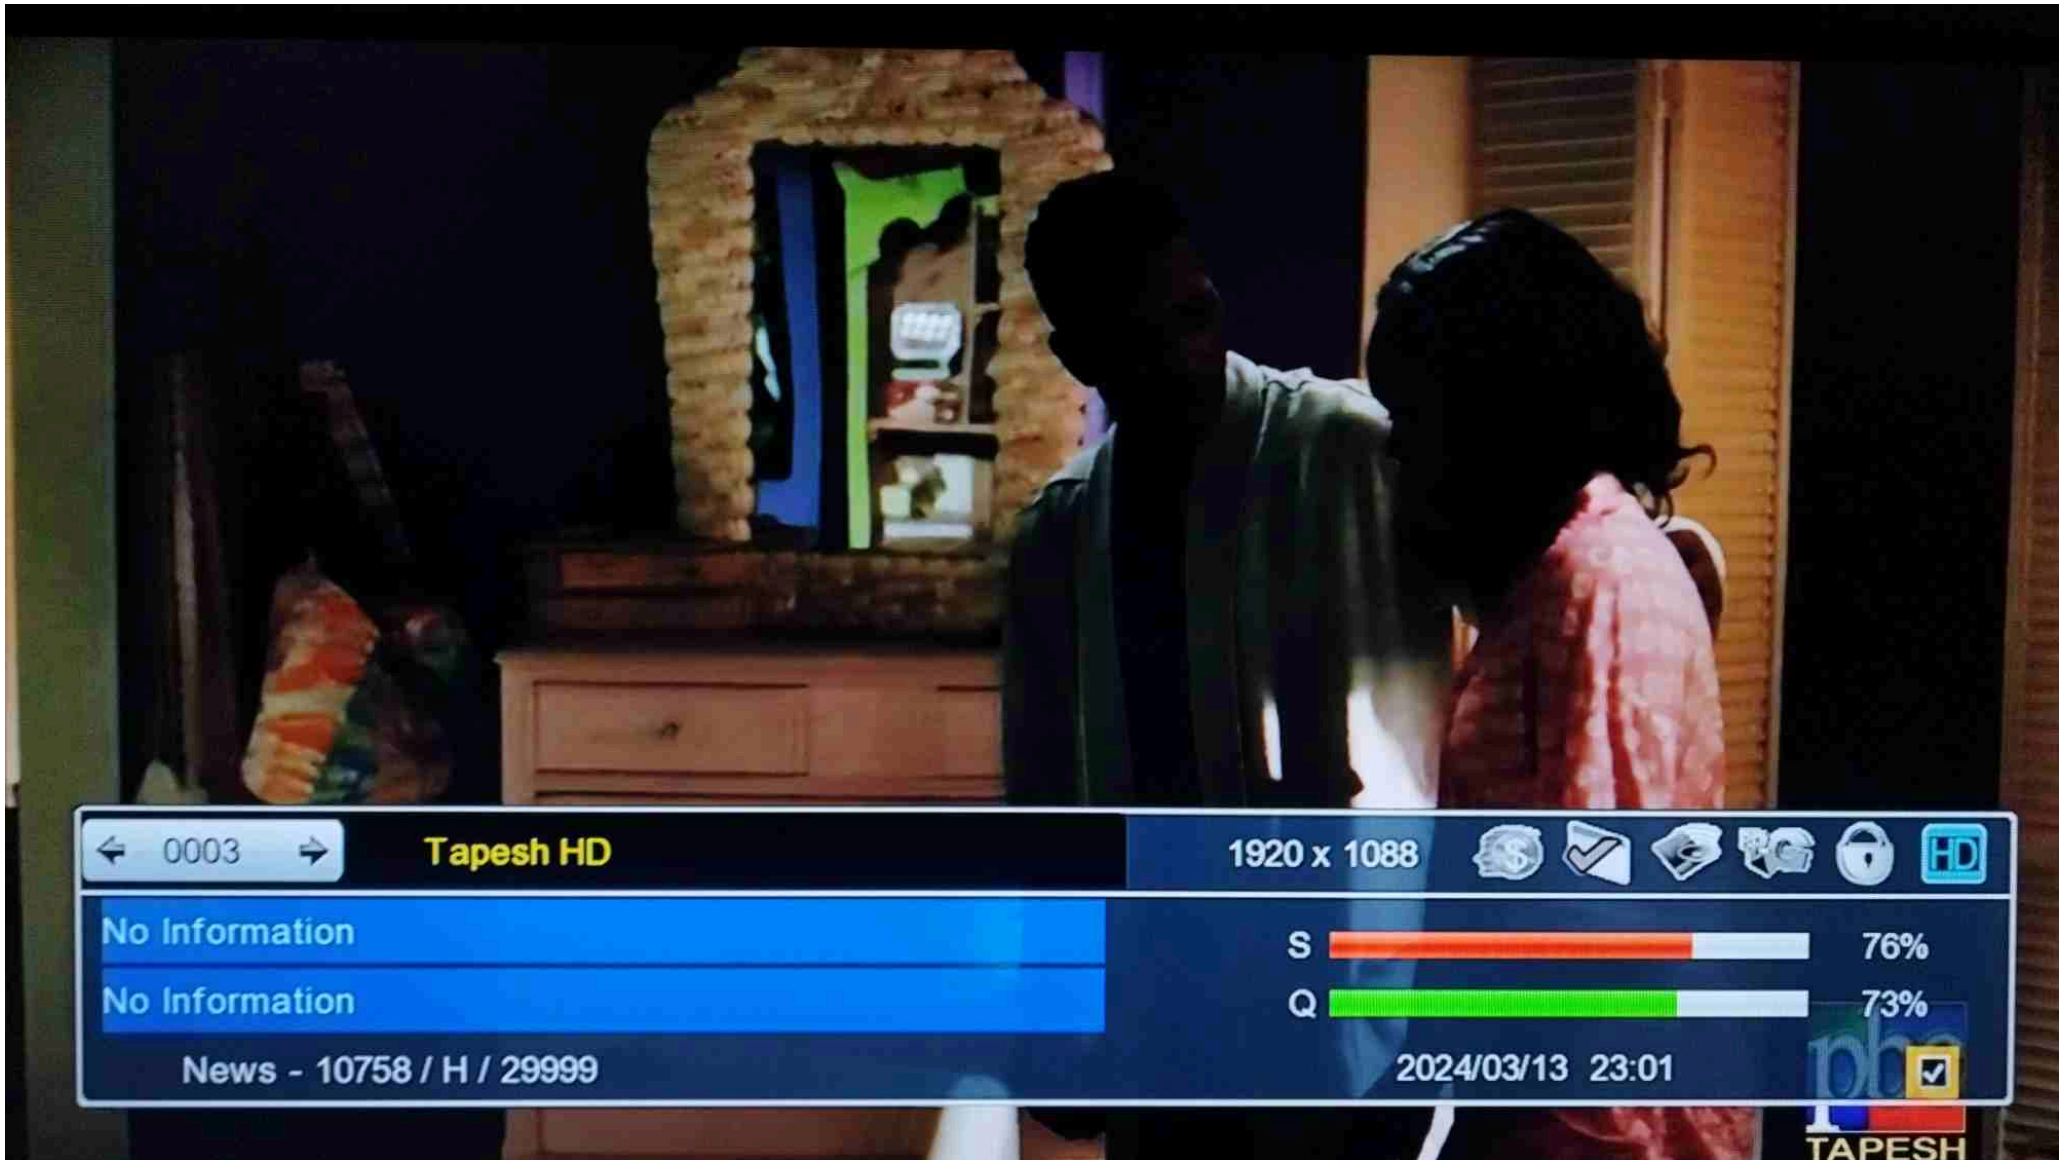 0003
Tapesh HD
1920 x 1088
HD
No Information
No Information
S 76%
Q 73%
News - 10758 / H / 29999
2024/03/13 23:01
TAPESH